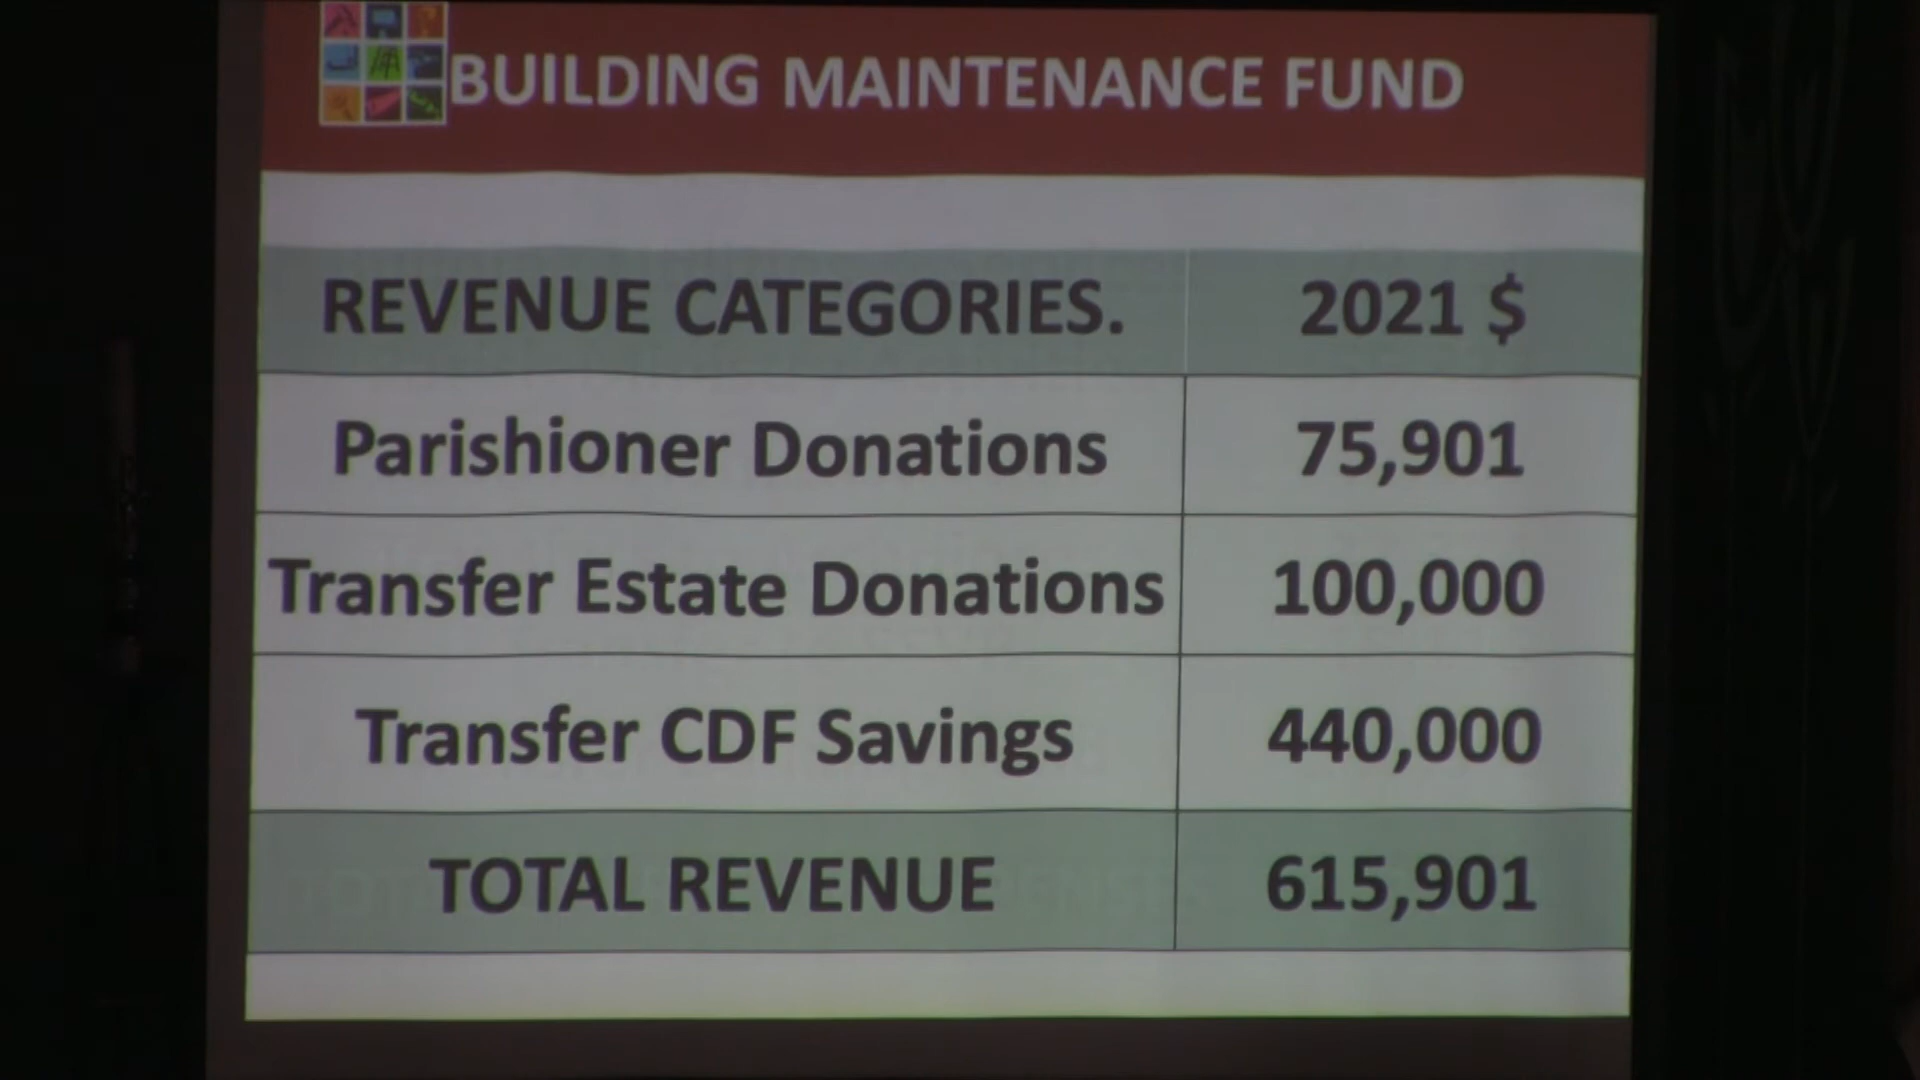 BUILDING MAINTENANCE FUND
REVENUE CATEGORIES. 2021 $
Parishioner Donations 75,901
Transfer Estate Donations 100,000
Transfer CDF Savings 440,000
TOTAL REVENUE 615,901